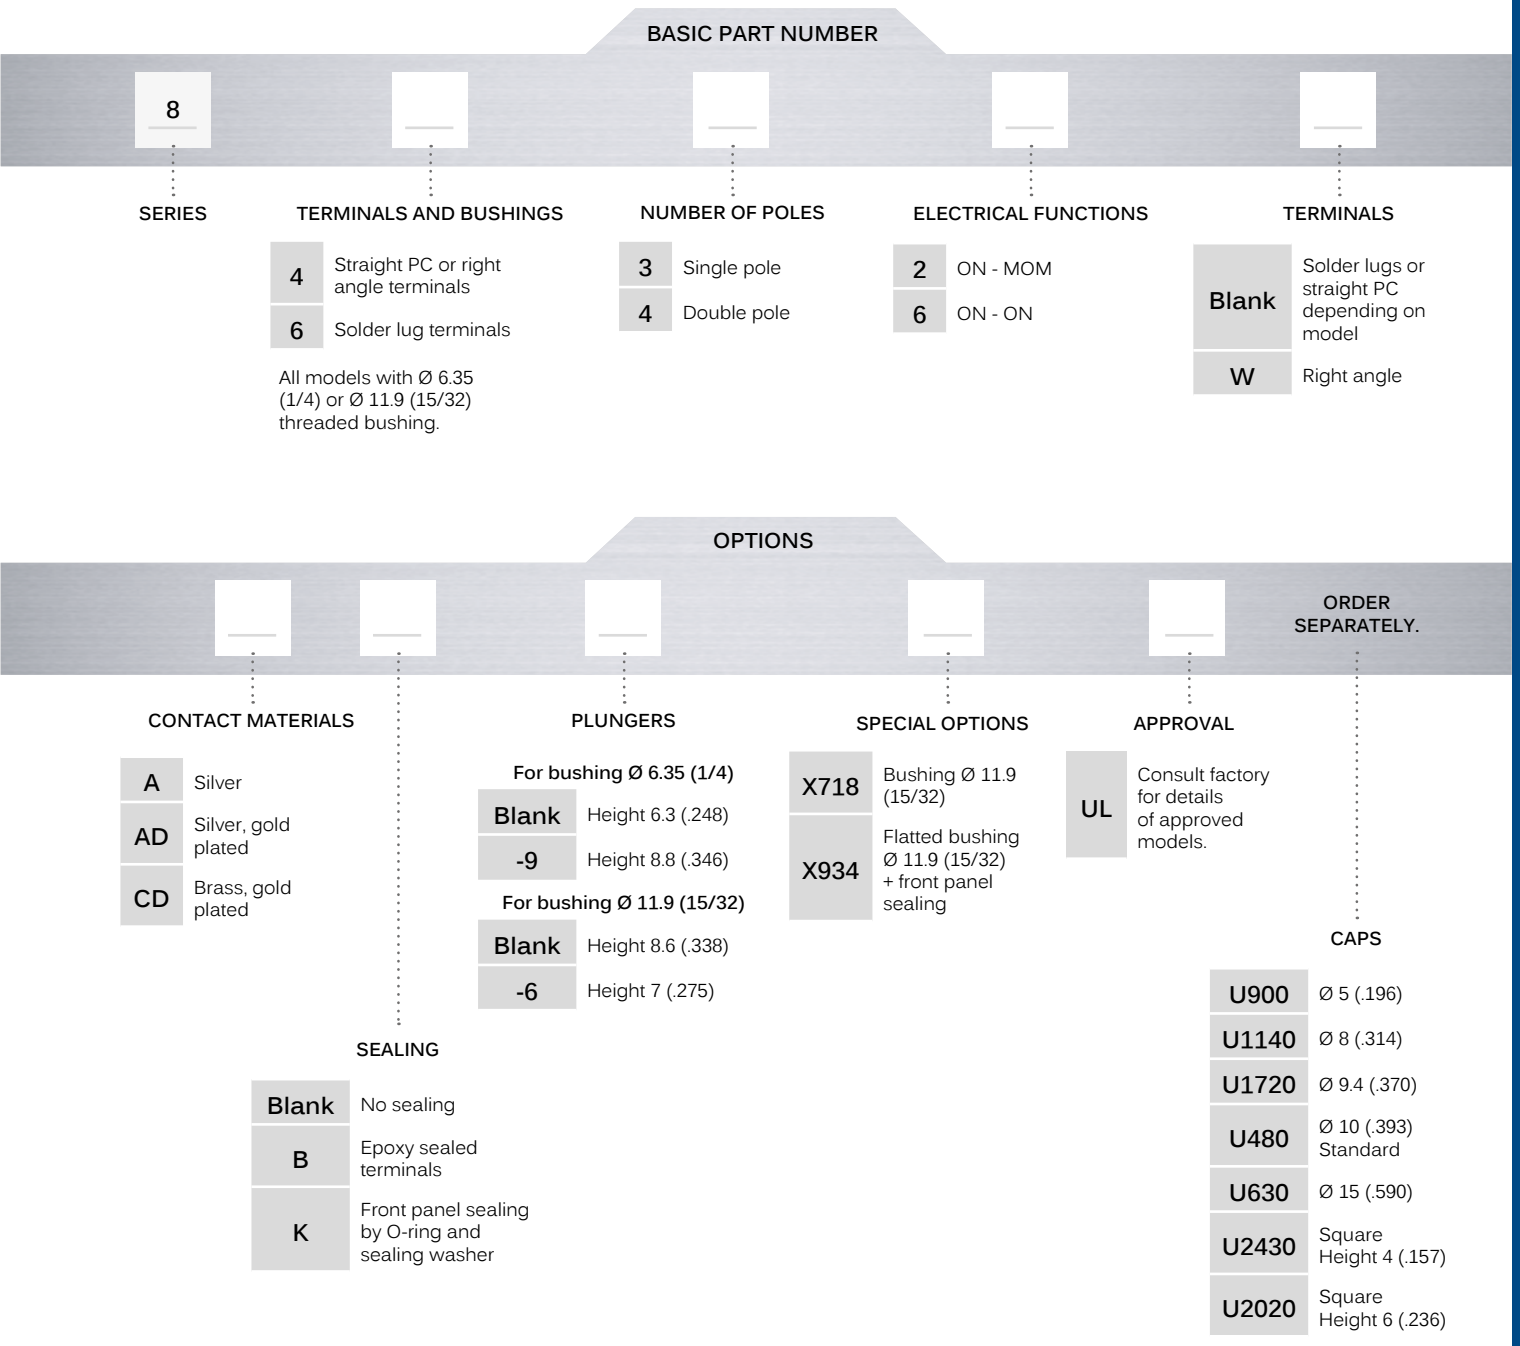 BASIC PART NUMBER
8
SERIES
TERMINALS AND BUSHINGS
4
Straight PC or right
angle terminals
6
Solder lug terminals
All models with Ø 6.35
(1/4) or Ø 11.9 (15/32)
threaded bushing.
NUMBER OF POLES
3
Single pole
4
Double pole
ELECTRICAL FUNCTIONS
2
ON - MOM
6
ON - ON
TERMINALS
Blank
Solder lugs or
straight PC
depending on
model
W
Right angle
OPTIONS
ORDER
SEPARATELY.
CONTACT MATERIALS
A
Silver
AD
Silver, gold
plated
CD
Brass, gold
plated
SEALING
Blank
No sealing
B
Epoxy sealed
terminals
K
Front panel sealing
by O-ring and
sealing washer
PLUNGERS
For bushing Ø 6.35 (1/4)
Blank
Height 6.3 (.248)
-9
Height 8.8 (.346)
For bushing Ø 11.9 (15/32)
Blank
Height 8.6 (.338)
-6
Height 7 (.275)
SPECIAL OPTIONS
X718
Bushing Ø 11.9
(15/32)
X934
Flatted bushing
Ø 11.9 (15/32)
+ front panel
sealing
APPROVAL
UL
Consult factory
for details
of approved
models.
CAPS
U900
Ø 5 (.196)
U1140
Ø 8 (.314)
U1720
Ø 9.4 (.370)
U480
Ø 10 (.393)
Standard
U630
Ø 15 (.590)
U2430
Square
Height 4 (.157)
U2020
Square
Height 6 (.236)